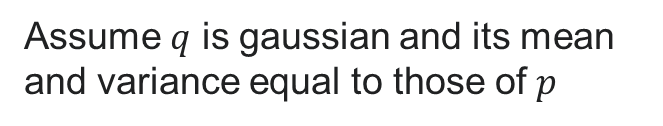 Assume q is gaussian and its mean
and variance equal to those of p